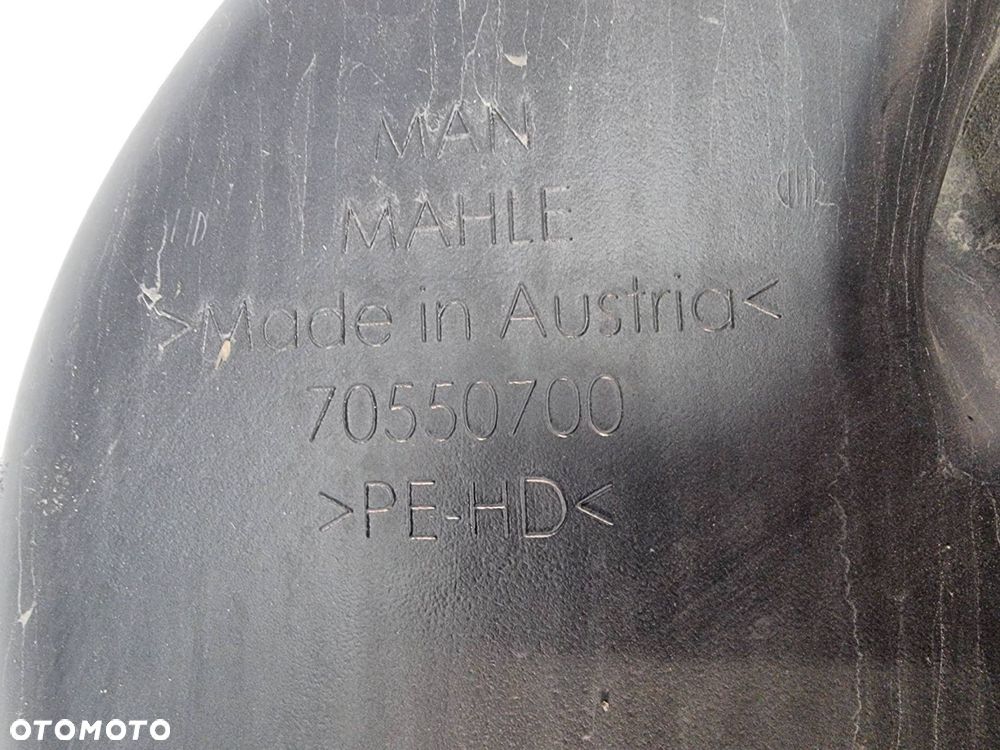 MAN
MAHLE
>Made in Austria<
70550700
>PE-HD<
OTOMOTO